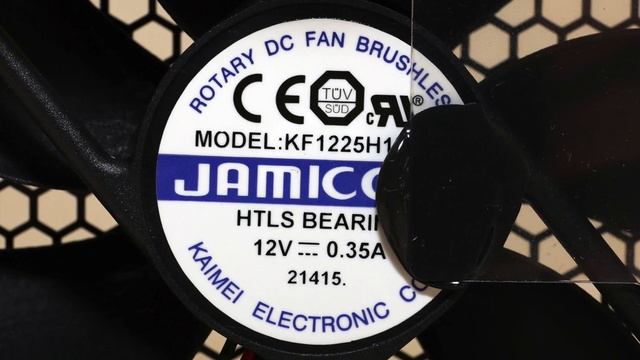 ROTARY DC FAN BRUSHLES
CE TÜV SÜD c RU ®
MODEL:KF1225H1
JAMIC
HTLS BEARI
12V ⎓ 0.35A
21415.
KAIMEI ELECTRONIC CO